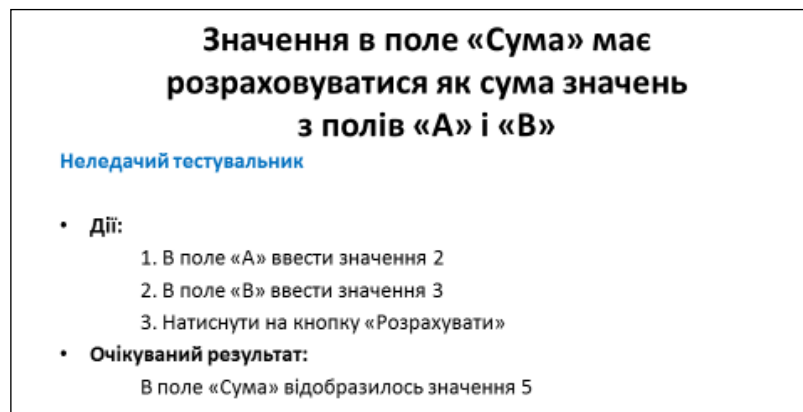 Значення в поле «Сума» має
розраховуватися як сума значень
з полів «А» і «В»
Неледачий тестувальник
• Дії:
1. В поле «А» ввести значення 2
2. В поле «В» ввести значення 3
3. Натиснути на кнопку «Розрахувати»
• Очікуваний результат:
В поле «Сума» відобразилось значення 5